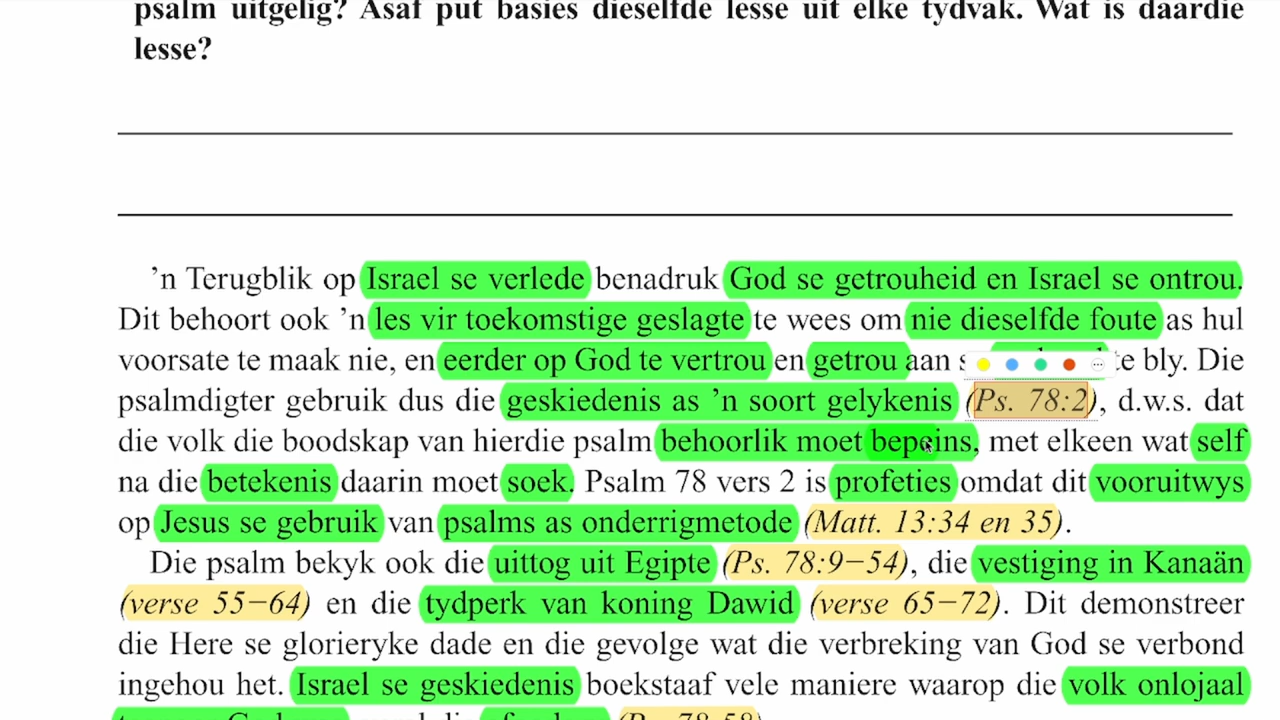 psalm uitgelig? Asaf put basies dieselfde lesse uit elke tydvak. Wat is daardie
lesse?
’n Terugblik op Israel se verlede benadruk God se getrouheid en Israel se ontrou.
Dit behoort ook ’n les vir toekomstige geslagte te wees om nie dieselfde foute as hul
voorsate te maak nie, en eerder op God te vertrou en getrou aan te bly. Die
psalmdigter gebruik dus die geskiedenis as ’n soort gelykenis (Ps. 78:2), d.w.s. dat
die volk die boodskap van hierdie psalm behoorlik moet bepeins, met elkeen wat self
na die betekenis daarin moet soek. Psalm 78 vers 2 is profeties omdat dit vooruitwys
op Jesus se gebruik van psalms as onderrigmetode (Matt. 13:34 en 35).
Die psalm bekyk ook die uittog uit Egipte (Ps. 78:9–54), die vestiging in Kanaän
(verse 55–64) en die tydperk van koning Dawid (verse 65–72). Dit demonstreer
die Here se glorieryke dade en die gevolge wat die verbreking van God se verbond
ingehou het. Israel se geskiedenis boekstaaf vele maniere waarop die volk onlojaal